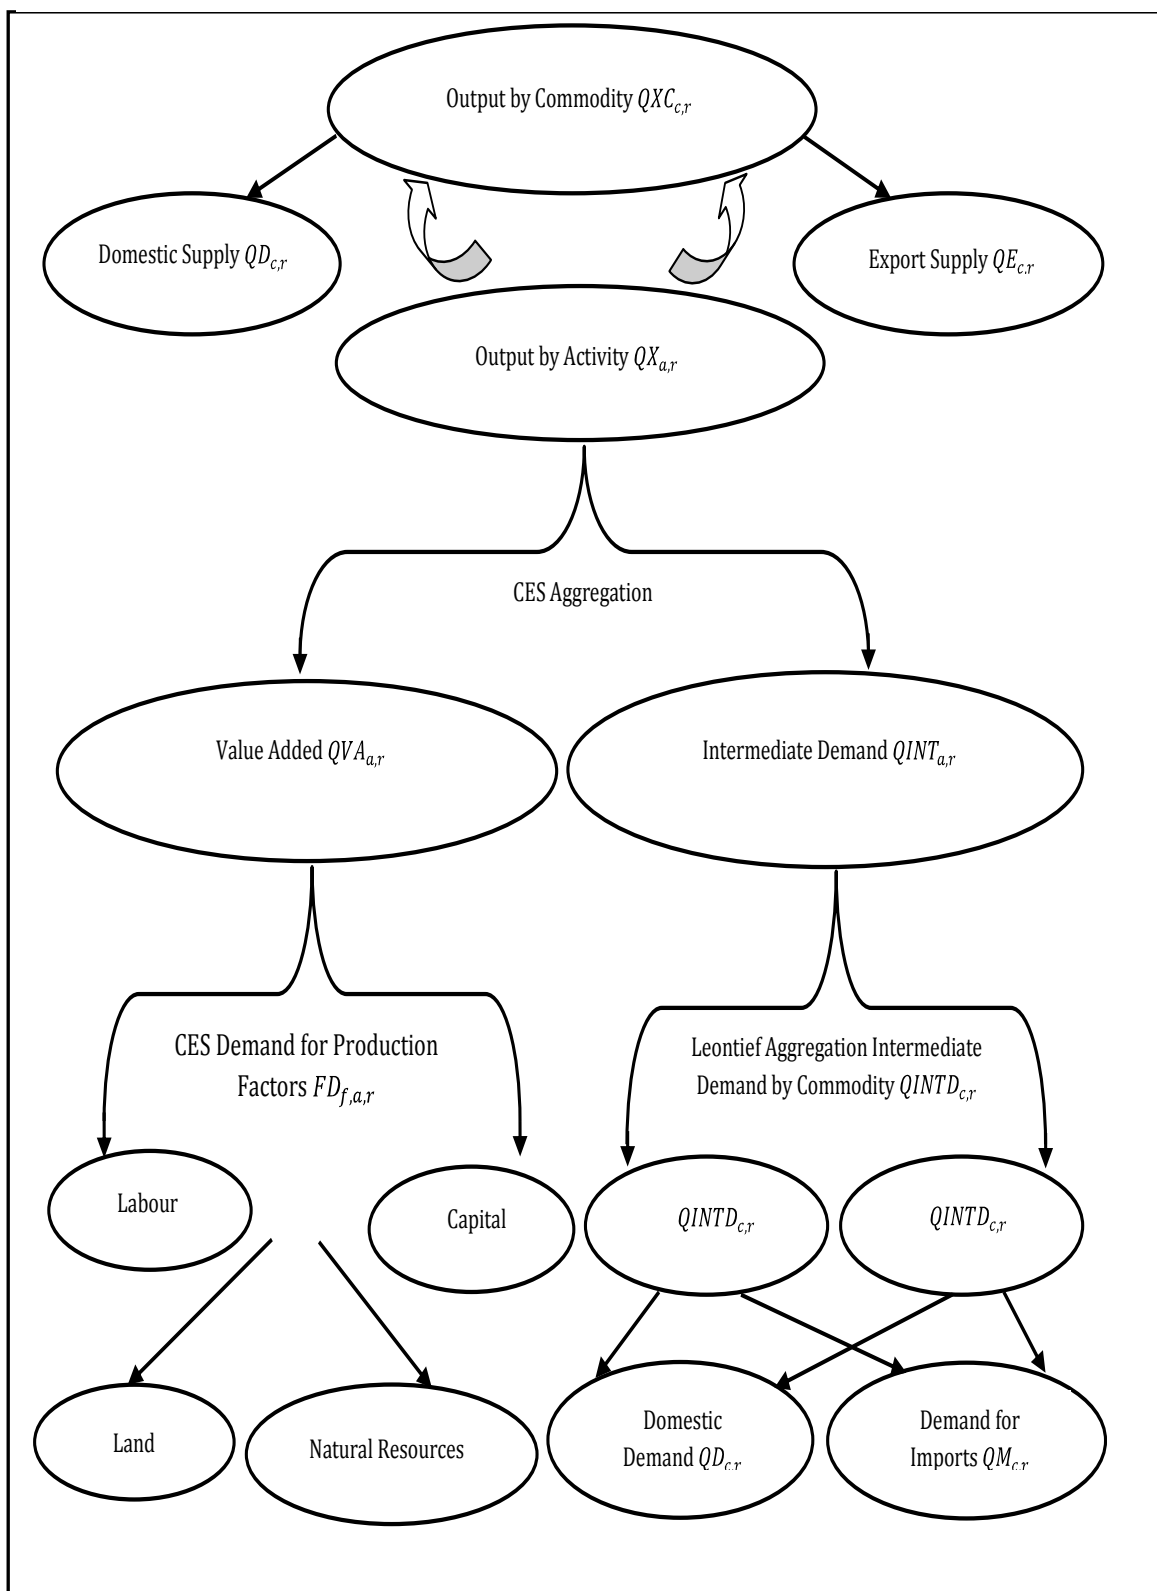 Output by Commodity QXC_{c,r}
Domestic Supply QD_{c,r}
Export Supply QE_{c,r}
Output by Activity QX_{a,r}
CES Aggregation
Value Added QVA_{a,r}
Intermediate Demand QINT_{a,r}
CES Demand for Production
Factors FD_{f,a,r}
Leontief Aggregation Intermediate
Demand by Commodity QINTD_{c,r}
Labour
Capital
QINTD_{c,r}
QINTD_{c,r}
Land
Natural Resources
Domestic
Demand QD_{c,r}
Demand for
Imports QM_{c,r}